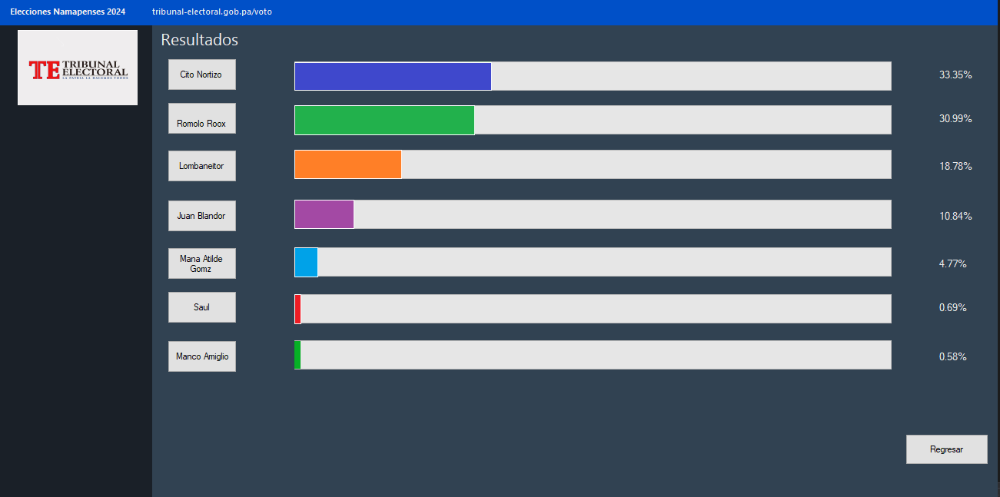 Elecciones Namapenses 2024 tribunal-electoral.gob.pa/voto
TE TRIBUNAL
ELECTORAL
LA PATRIA LA HACEMOS TODOS
Resultados
Cito Nortizo 33.35%
Romolo Roox 30.99%
Lombaneitor 18.78%
Juan Blandor 10.84%
Mana Atilde
Gomz 4.77%
Saul 0.69%
Manco Amiglio 0.58%
Regresar